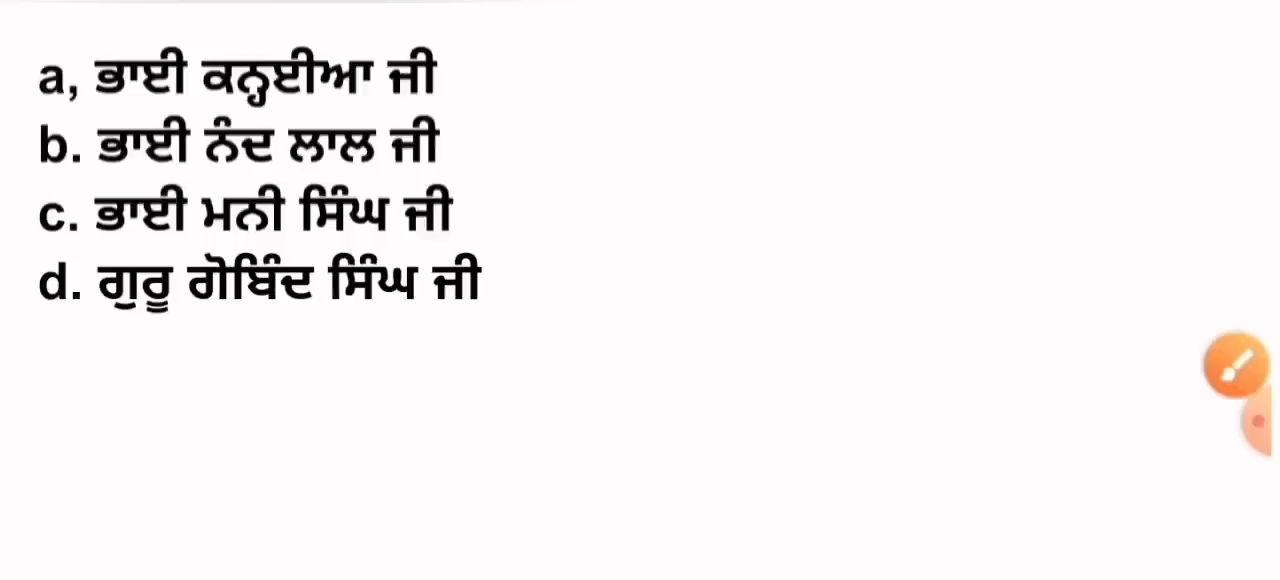 a, ਭਾਈ ਕਨ੍ਹਈਆ ਜੀ
b. ਭਾਈ ਨੰਦ ਲਾਲ ਜੀ
c. ਭਾਈ ਮਨੀ ਸਿੰਘ ਜੀ
d. ਗੁਰੂ ਗੋਬਿੰਦ ਸਿੰਘ ਜੀ